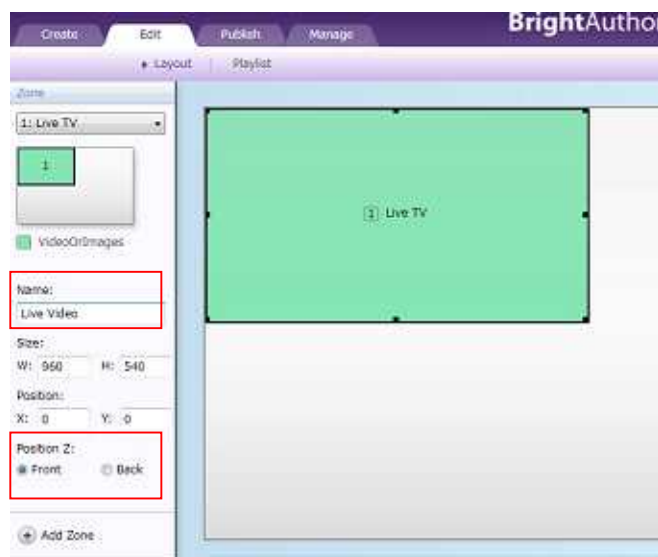 BrightAutho
Create Edit Publish Manage
Layout Playlist
Zone
1: Live TV
1
VideoOrImages
1 Live TV
Name:
Live Video
Size:
W: 960 H: 540
Position:
X: 0 Y: 0
Position Z:
Front Back
+ Add Zone